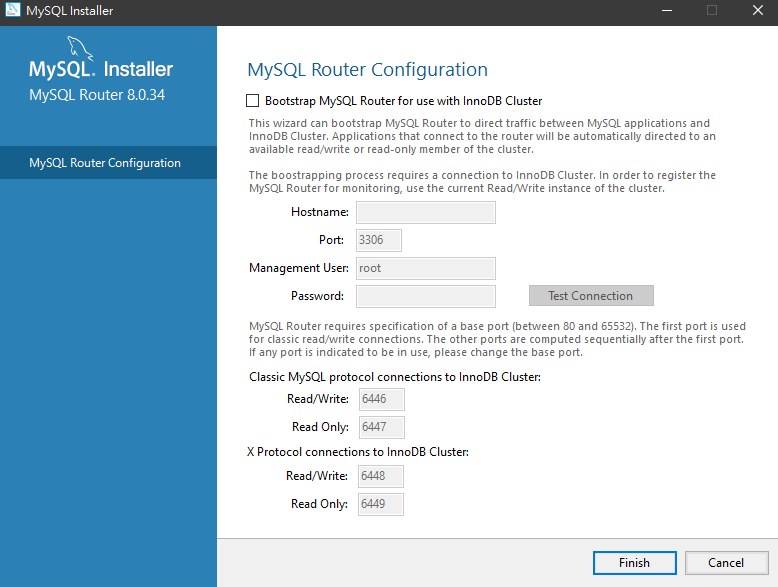 MySQL Installer
MySQL. Installer
MySQL Router 8.0.34
MySQL Router Configuration
MySQL Router Configuration
Bootstrap MySQL Router for use with InnoDB Cluster
This wizard can bootstrap MySQL Router to direct traffic between MySQL applications and
InnoDB Cluster. Applications that connect to the router will be automatically directed to an
available read/write or read-only member of the cluster.
The boostrapping process requires a connection to InnoDB Cluster. In order to register the
MySQL Router for monitoring, use the current Read/Write instance of the cluster.
Hostname:
Port: 3306
Management User: root
Password:
Test Connection
MySQL Router requires specification of a base port (between 80 and 65532). The first port is used
for classic read/write connections. The other ports are computed sequentially after the first port.
If any port is indicated to be in use, please change the base port.
Classic MySQL protocol connections to InnoDB Cluster:
Read/Write: 6446
Read Only: 6447
X Protocol connections to InnoDB Cluster:
Read/Write: 6448
Read Only: 6449
Finish
Cancel